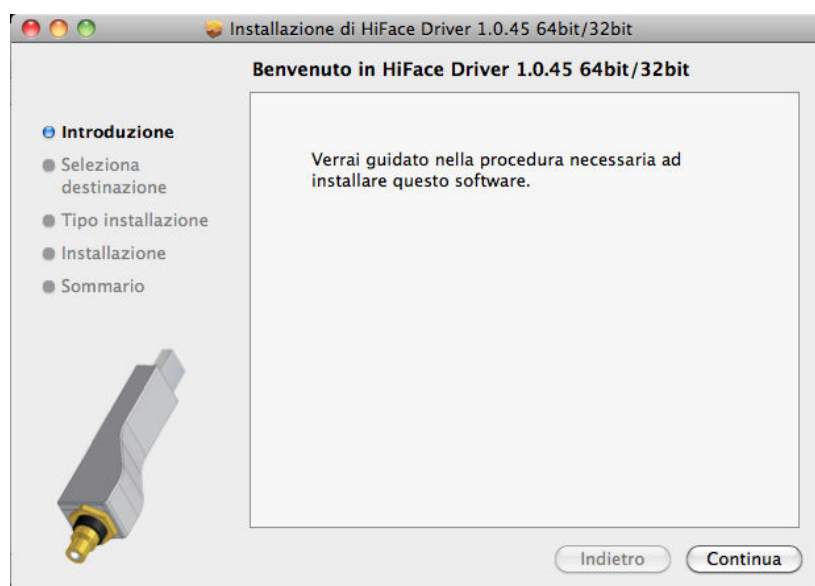 Installazione di HiFace Driver 1.0.45 64bit/32bit
Benvenuto in HiFace Driver 1.0.45 64bit/32bit
Introduzione
Seleziona
destinazione
Tipo installazione
Installazione
Sommario
Verrai guidato nella procedura necessaria ad
installare questo software.
Indietro
Continua